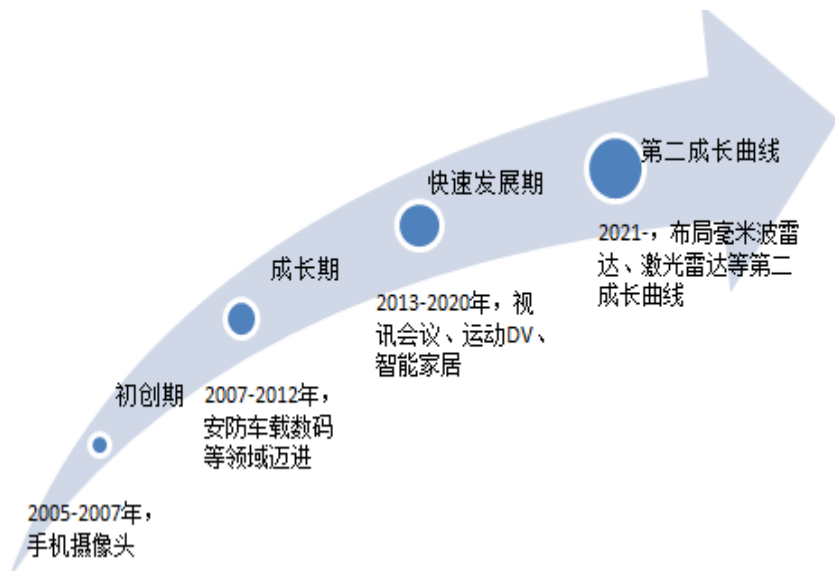 初创期
2005-2007年，
手机摄像头
成长期
2007-2012年，
安防车载数码
等领域迈进
快速发展期
2013-2020年，视
讯会议、运动DV、
智能家居
第二成长曲线
2021-，布局毫米波雷
达、激光雷达等第二
成长曲线